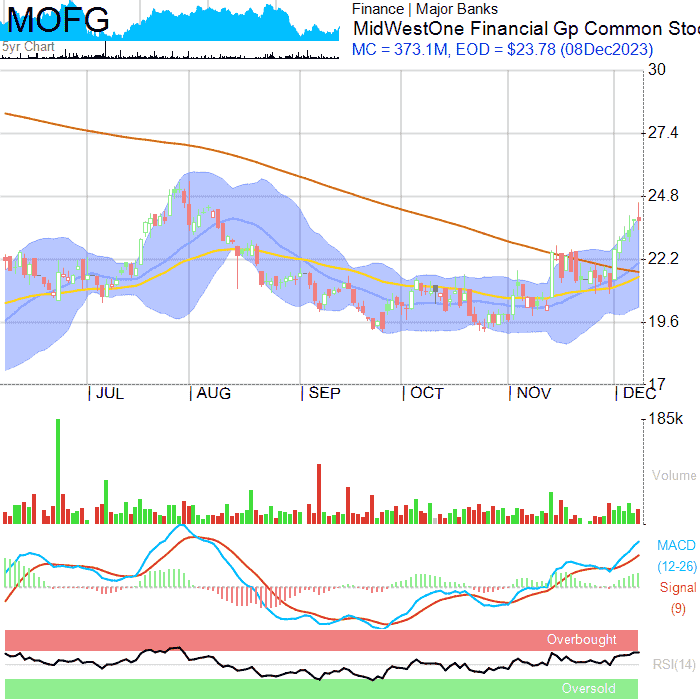 MOFG
5yr Chart
Finance | Major Banks
MidWestOne Financial Gp Common Stoc
MC = 373.1M, EOD = $23.78 (08Dec2023)
30
27.4
24.8
22.2
19.6
17
JUL AUG SEP OCT NOV DEC
185k
Volume
MACD
(12-26)
Signal
(9)
Overbought
RSI(14)
Oversold